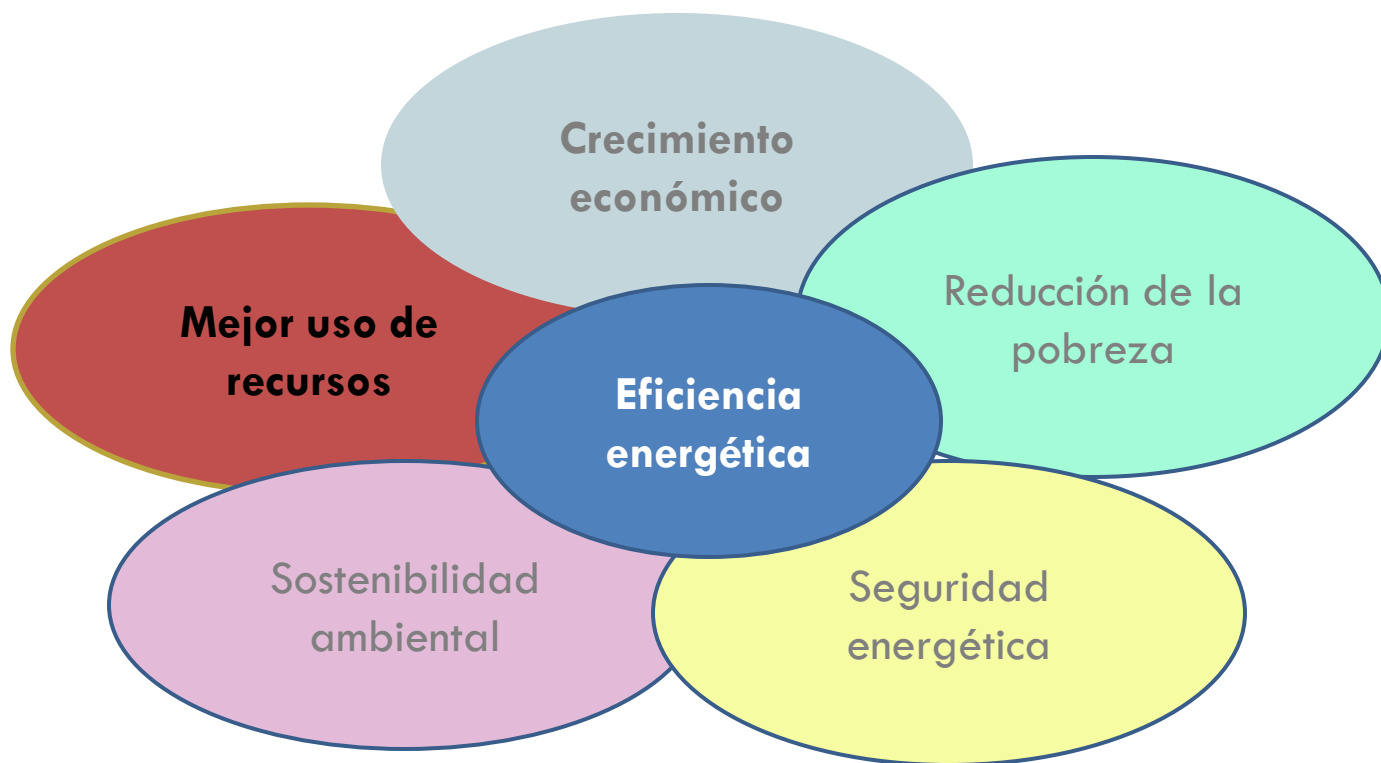 Crecimiento
económico
Reducción de la
pobreza
Mejor uso de
recursos
Eficiencia
energética
Sostenibilidad
ambiental
Seguridad
energética